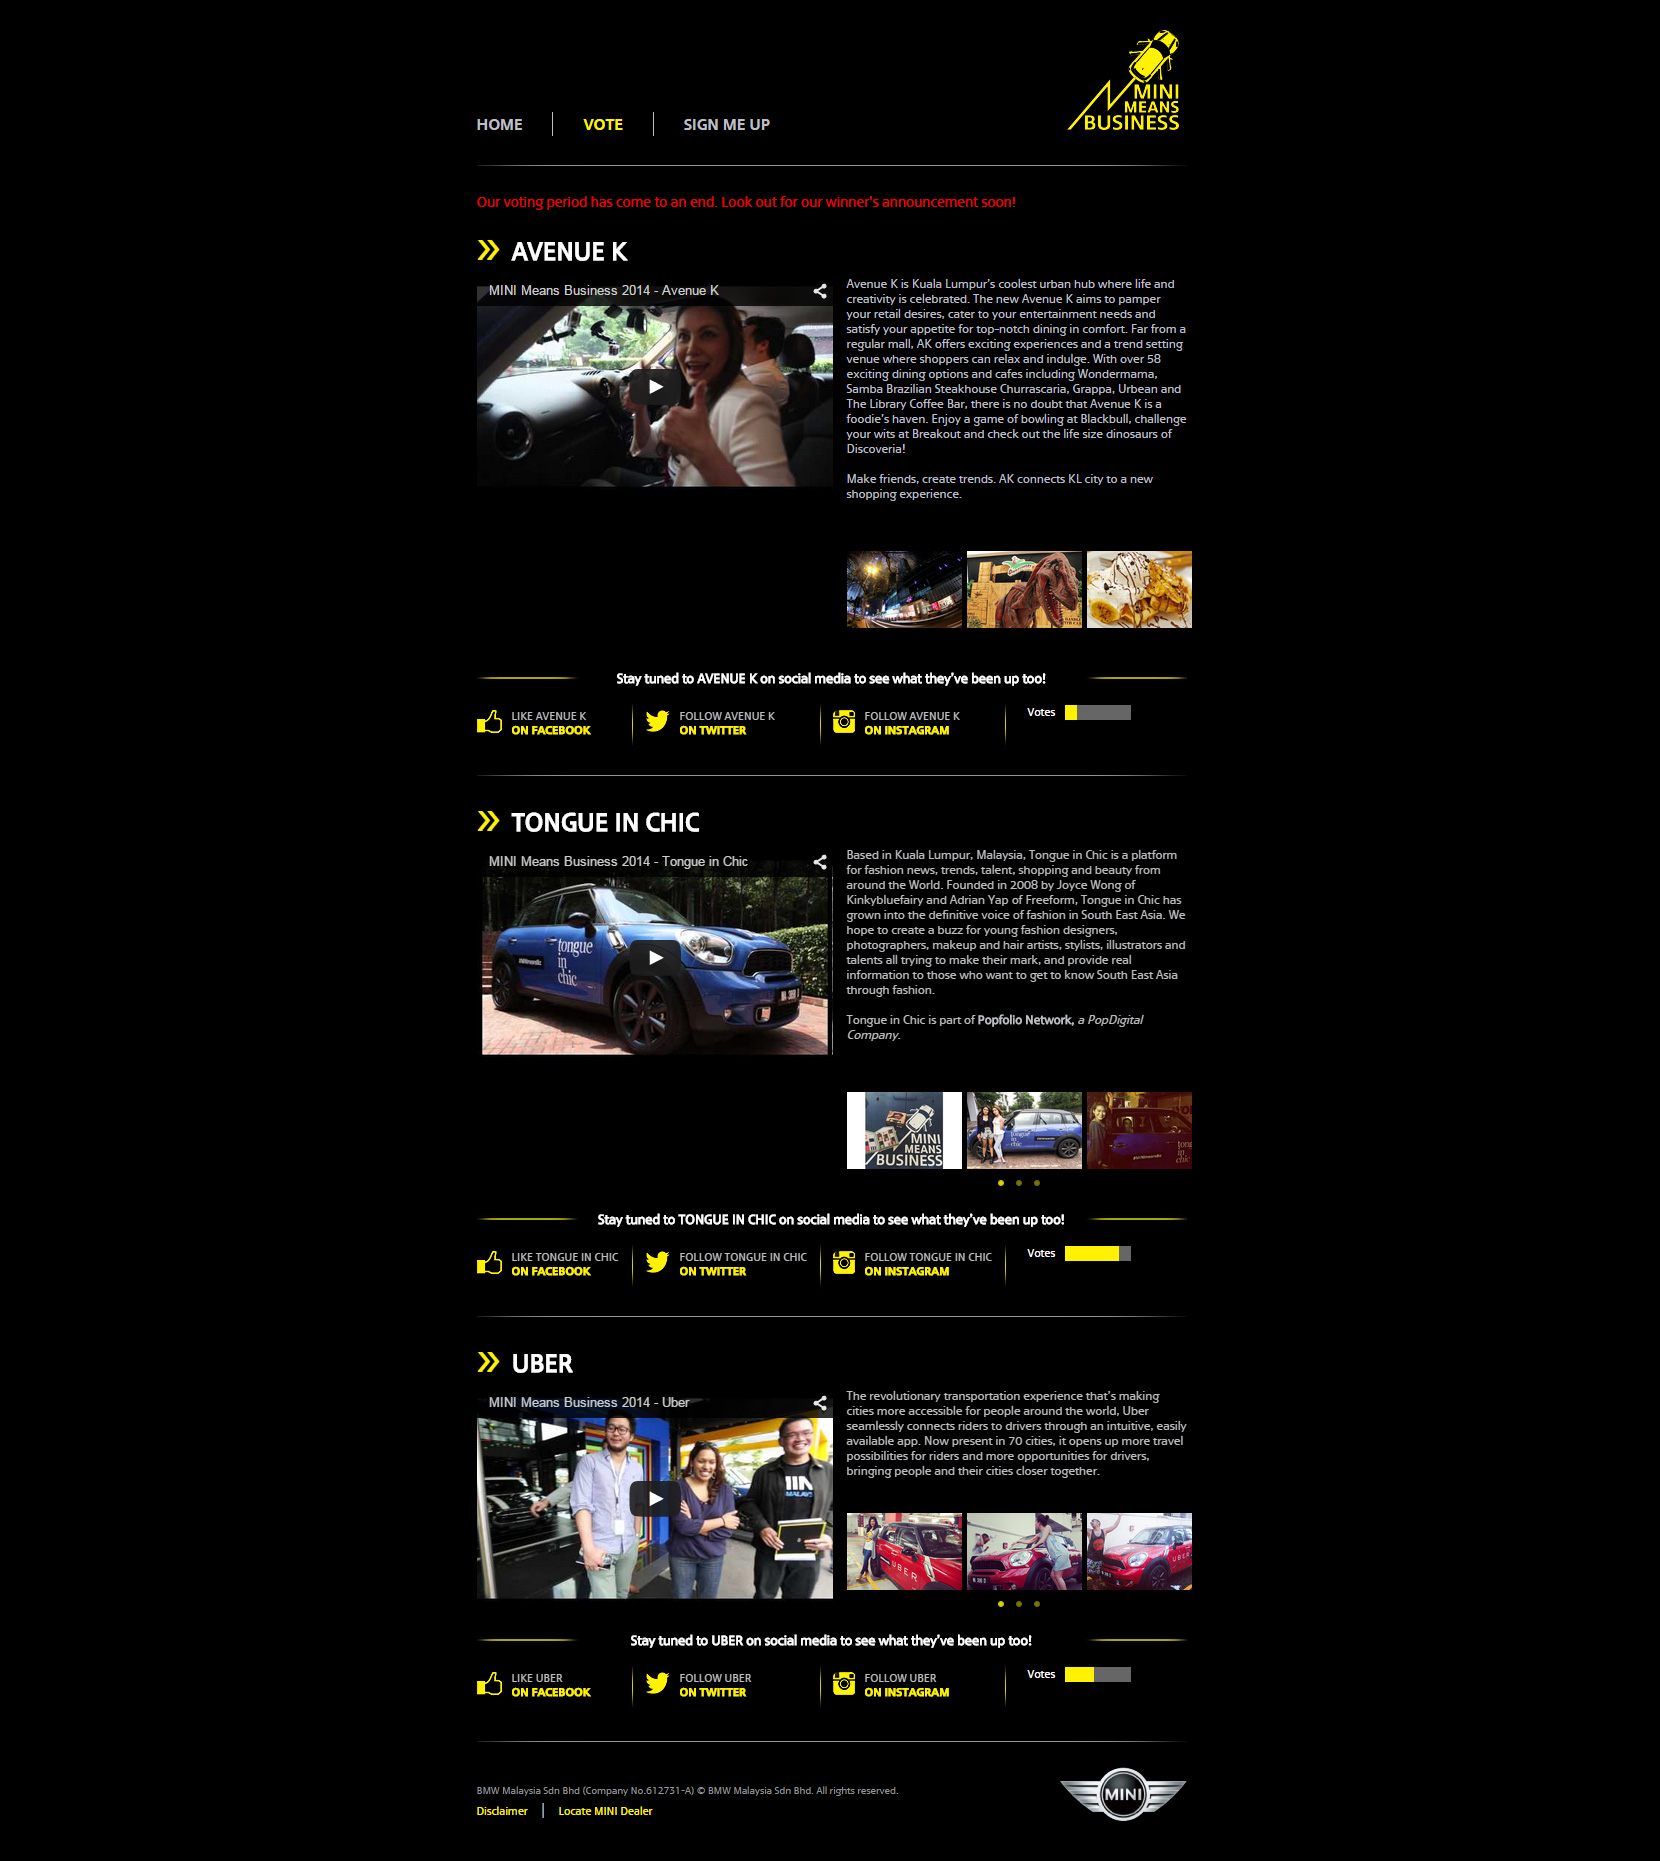 MINI
MEANS
BUSINESS
HOME
VOTE
SIGN ME UP
Our voting period has come to an end. Look out for our winner's announcement soon!
AVENUE K
MINI Means Business 2014 - Avenue K
Avenue K is Kuala Lumpur's coolest urban hub where life and
creativity is celebrated. The new Avenue K aims to pamper
your retail desires, cater to your entertainment needs and
satisfy your appetite for top-notch dining in comfort. Far from a
regular mall, AK offers exciting experiences and a trend setting
venue where shoppers can relax and indulge. With over 58
exciting dining options and cafes including Wondermama,
Samba Brazilian Steakhouse Churrascaria, Grappa, Urbean and
The Library Coffee Bar, there is no doubt that Avenue K is a
foodie's haven. Enjoy a game of bowling at Blackbull, challenge
your wits at Breakout and check out the life size dinosaurs of
Discoveria!
Make friends, create trends. AK connects KL city to a new
shopping experience.
Stay tuned to AVENUE K on social media to see what they've been up too!
LIKE AVENUE K
ON FACEBOOK
FOLLOW AVENUE K
ON TWITTER
FOLLOW AVENUE K
ON INSTAGRAM
Votes
TONGUE IN CHIC
MINI Means Business 2014 - Tongue in Chic
tongue
in
chic
Based in Kuala Lumpur, Malaysia, Tongue in Chic is a platform
for fashion news, trends, talent, shopping and beauty from
around the World. Founded in 2008 by Joyce Wong of
Kinkybluefairy and Adrian Yap of Freeform, Tongue in Chic has
grown into the definitive voice of fashion in South East Asia. We
hope to create a buzz for young fashion designers,
photographers, makeup and hair artists, stylists, illustrators and
talents all trying to make their mark, and provide real
information to those who want to get to know South East Asia
through fashion.
Tongue in Chic is part of Popfolio Network, a PopDigital
Company.
MINI
MEANS
BUSINESS
tongue
in
chic
tongue
in
chic
Stay tuned to TONGUE IN CHIC on social media to see what they've been up too!
LIKE TONGUE IN CHIC
ON FACEBOOK
FOLLOW TONGUE IN CHIC
ON TWITTER
FOLLOW TONGUE IN CHIC
ON INSTAGRAM
Votes
UBER
MINI Means Business 2014 - Uber
The revolutionary transportation experience that's making
cities more accessible for people around the world, Uber
seamlessly connects riders to drivers through an intuitive, easily
available app. Now present in 70 cities, it opens up more travel
possibilities for riders and more opportunities for drivers,
bringing people and their cities closer together.
UBER
UBER
Stay tuned to UBER on social media to see what they've been up too!
LIKE UBER
ON FACEBOOK
FOLLOW UBER
ON TWITTER
FOLLOW UBER
ON INSTAGRAM
Votes
BMW Malaysia Sdn Bhd (Company No.612731-A) © BMW Malaysia Sdn Bhd. All rights reserved.
Disclaimer
Locate MINI Dealer
MINI